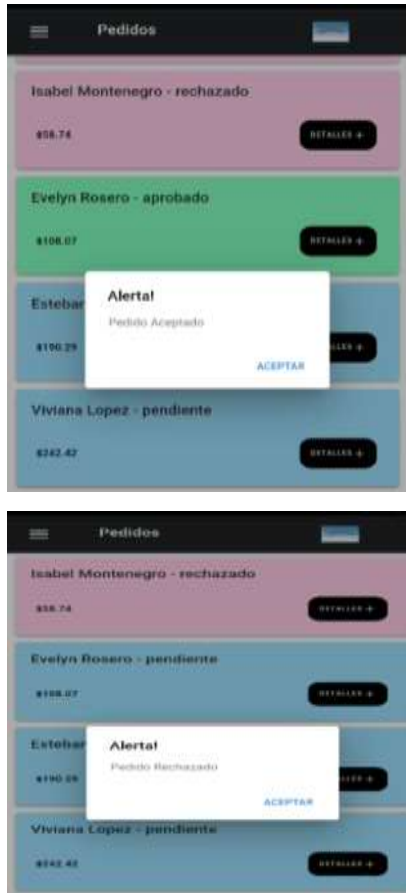 Pedidos
Isabel Montenegro - rechazado
$58.74
DETALLES +
Evelyn Rosero - aprobado
$108.07
DETALLES +
Esteban
Alerta!
Pedido Aceptado
$190.29
ACEPTAR
Viviana Lopez - pendiente
$242.42
DETALLES +
Pedidos
Isabel Montenegro - rechazado
$58.74
DETALLES +
Evelyn Rosero - pendiente
$108.07
DETALLES +
Esteban
Alerta!
Pedido Rechazado
$190.29
ACEPTAR
Viviana Lopez - pendiente
$242.42
DETALLES +